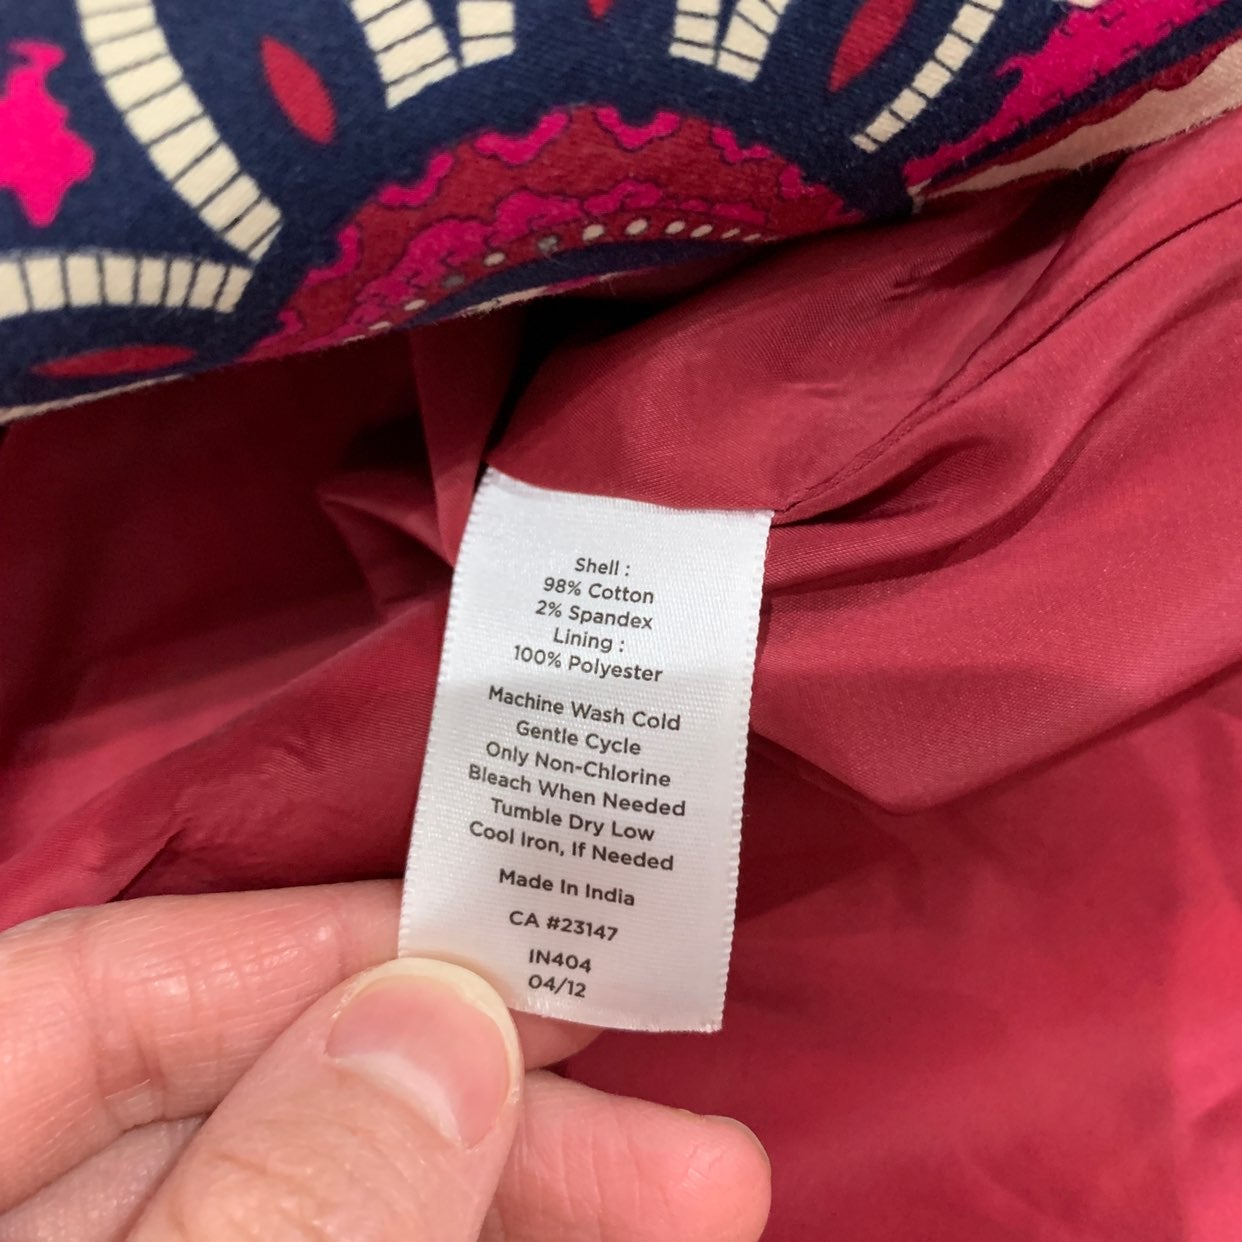 Shell :
98% Cotton
2% Spandex
Lining :
100% Polyester
Machine Wash Cold
Gentle Cycle
Only Non-Chlorine
Bleach When Needed
Tumble Dry Low
Cool Iron, If Needed
Made In India
CA #23147
IN404
04/12